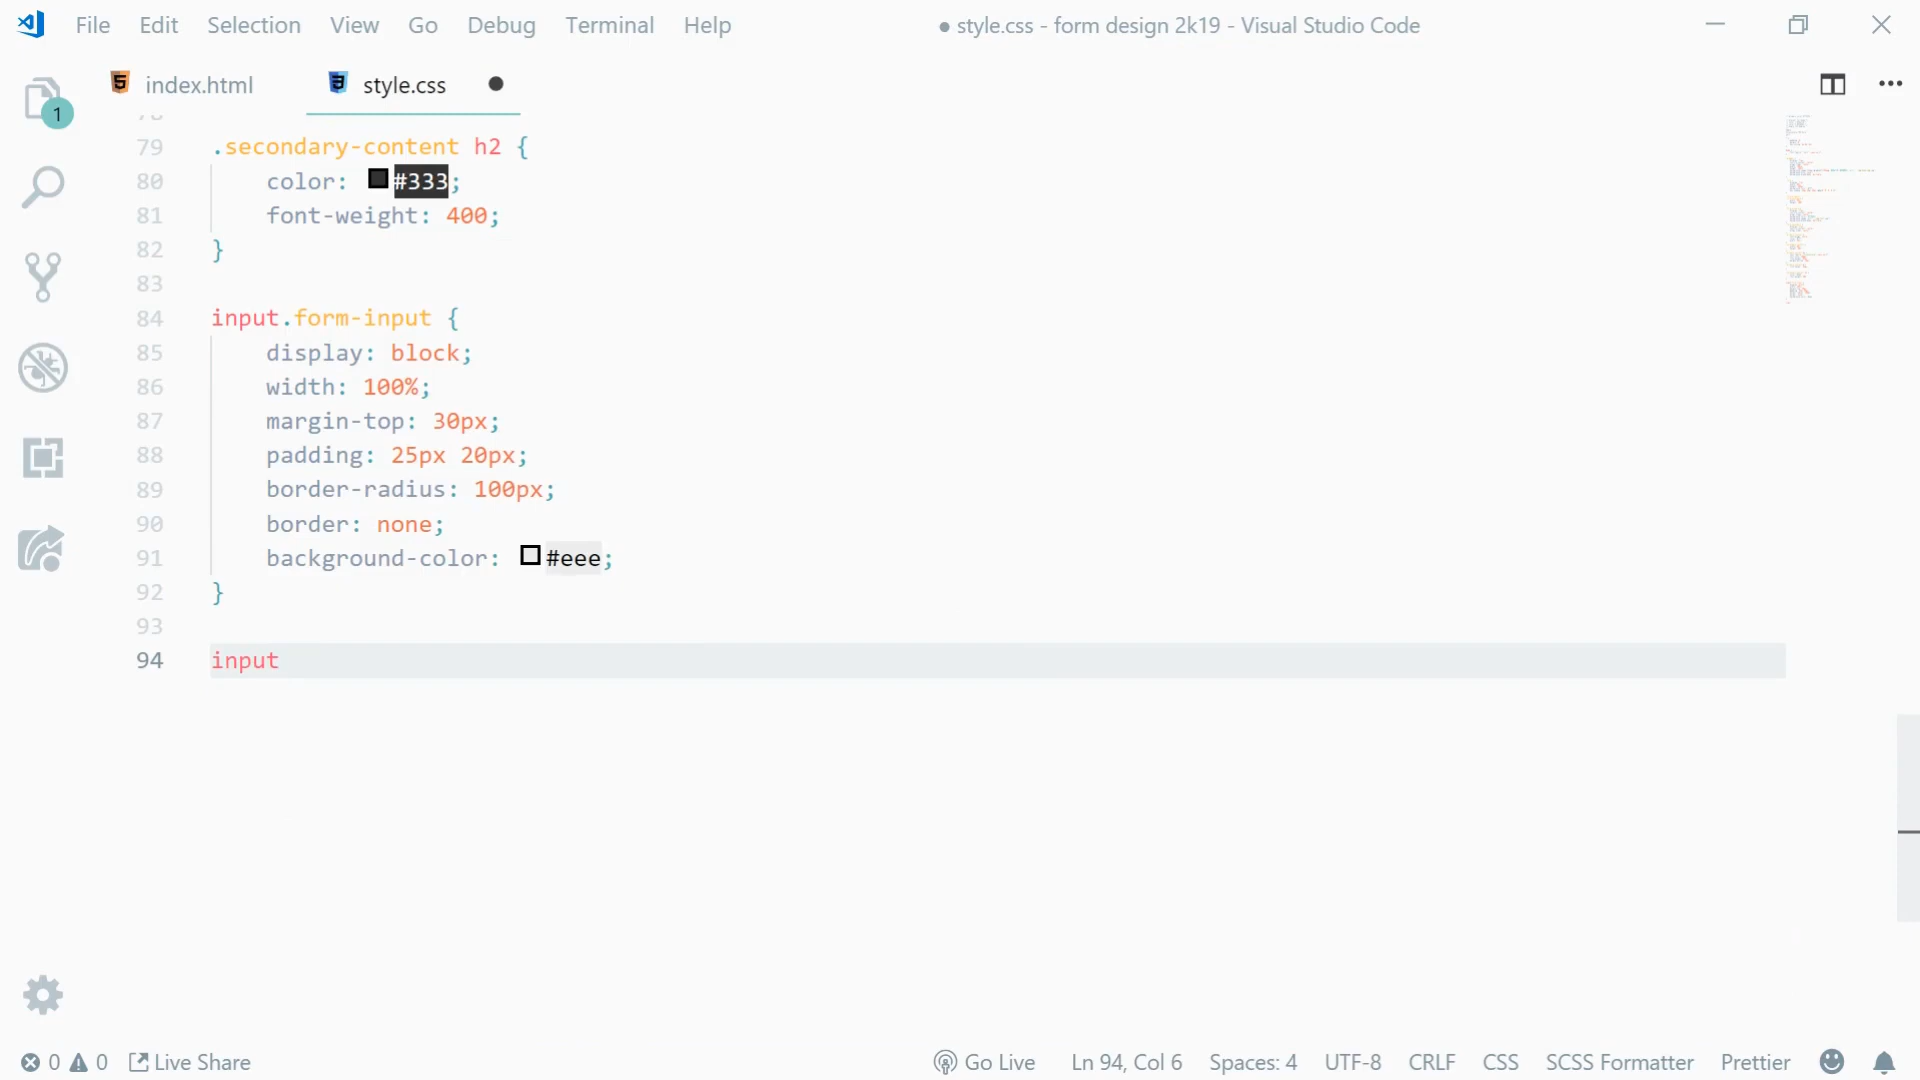 File Edit Selection View Go Debug Terminal Help
● style.css - form design 2k19 - Visual Studio Code
index.html style.css ●
1
79 .secondary-content h2 {
80 color: #333;
81 font-weight: 400;
82 }
83
84 input.form-input {
85 display: block;
86 width: 100%;
87 margin-top: 30px;
88 padding: 25px 20px;
89 border-radius: 100px;
90 border: none;
91 background-color: #eee;
92 }
93
94 input
0 0 Live Share Go Live Ln 94, Col 6 Spaces: 4 UTF-8 CRLF CSS SCSS Formatter Prettier